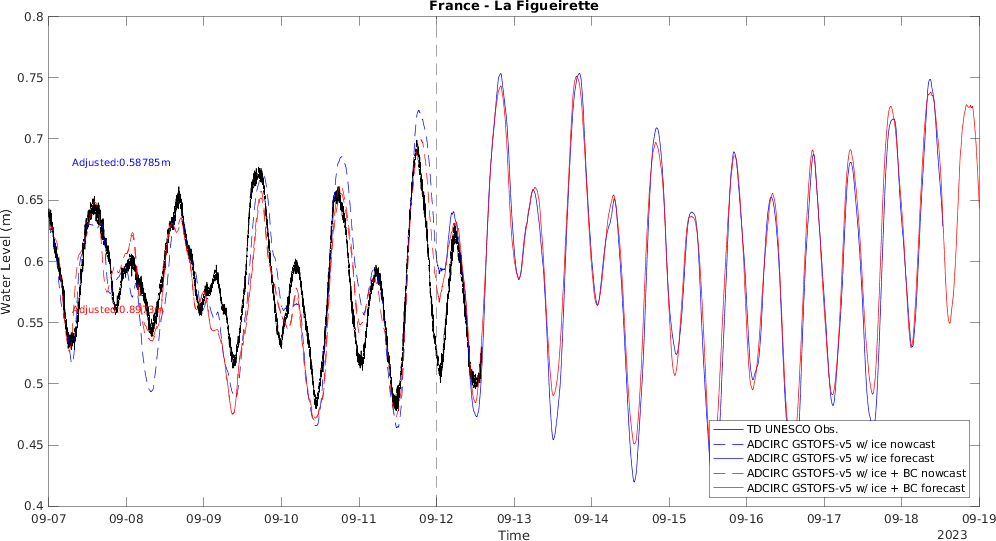 France - La Figueirette
0.8
0.75
0.7
0.65
0.6
0.55
0.5
0.45
0.4
Water Level (m)
Adjusted:0.58785m
TD UNESCO Obs.
ADCIRC GSTOFS-v5 w/ ice nowcast
ADCIRC GSTOFS-v5 w/ ice forecast
ADCIRC GSTOFS-v5 w/ ice + BC nowcast
ADCIRC GSTOFS-v5 w/ ice + BC forecast
09-07 09-08 09-09 09-10 09-11 09-12 09-13 09-14 09-15 09-16 09-17 09-18 09-19
Time
2023